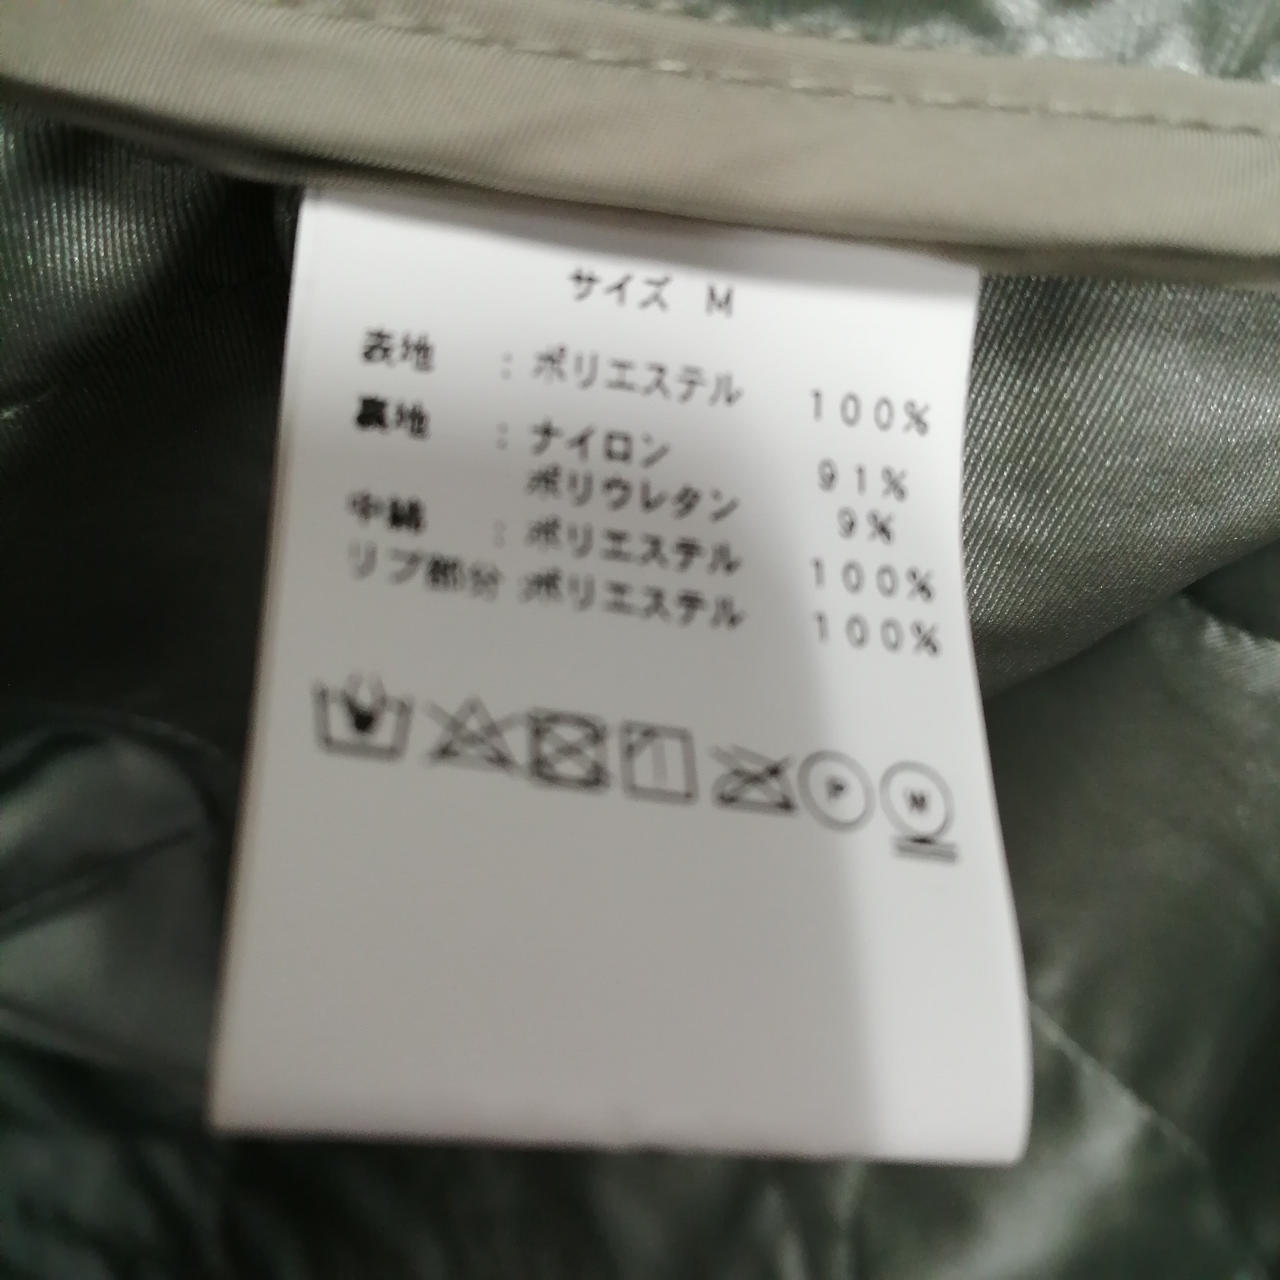 サイズ M
表地 : ポリエステル 100%
裏地 : ナイロン 91%
ポリウレタン 9%
中綿 : ポリエステル 100%
リブ部分 : ポリエステル 100%
P W